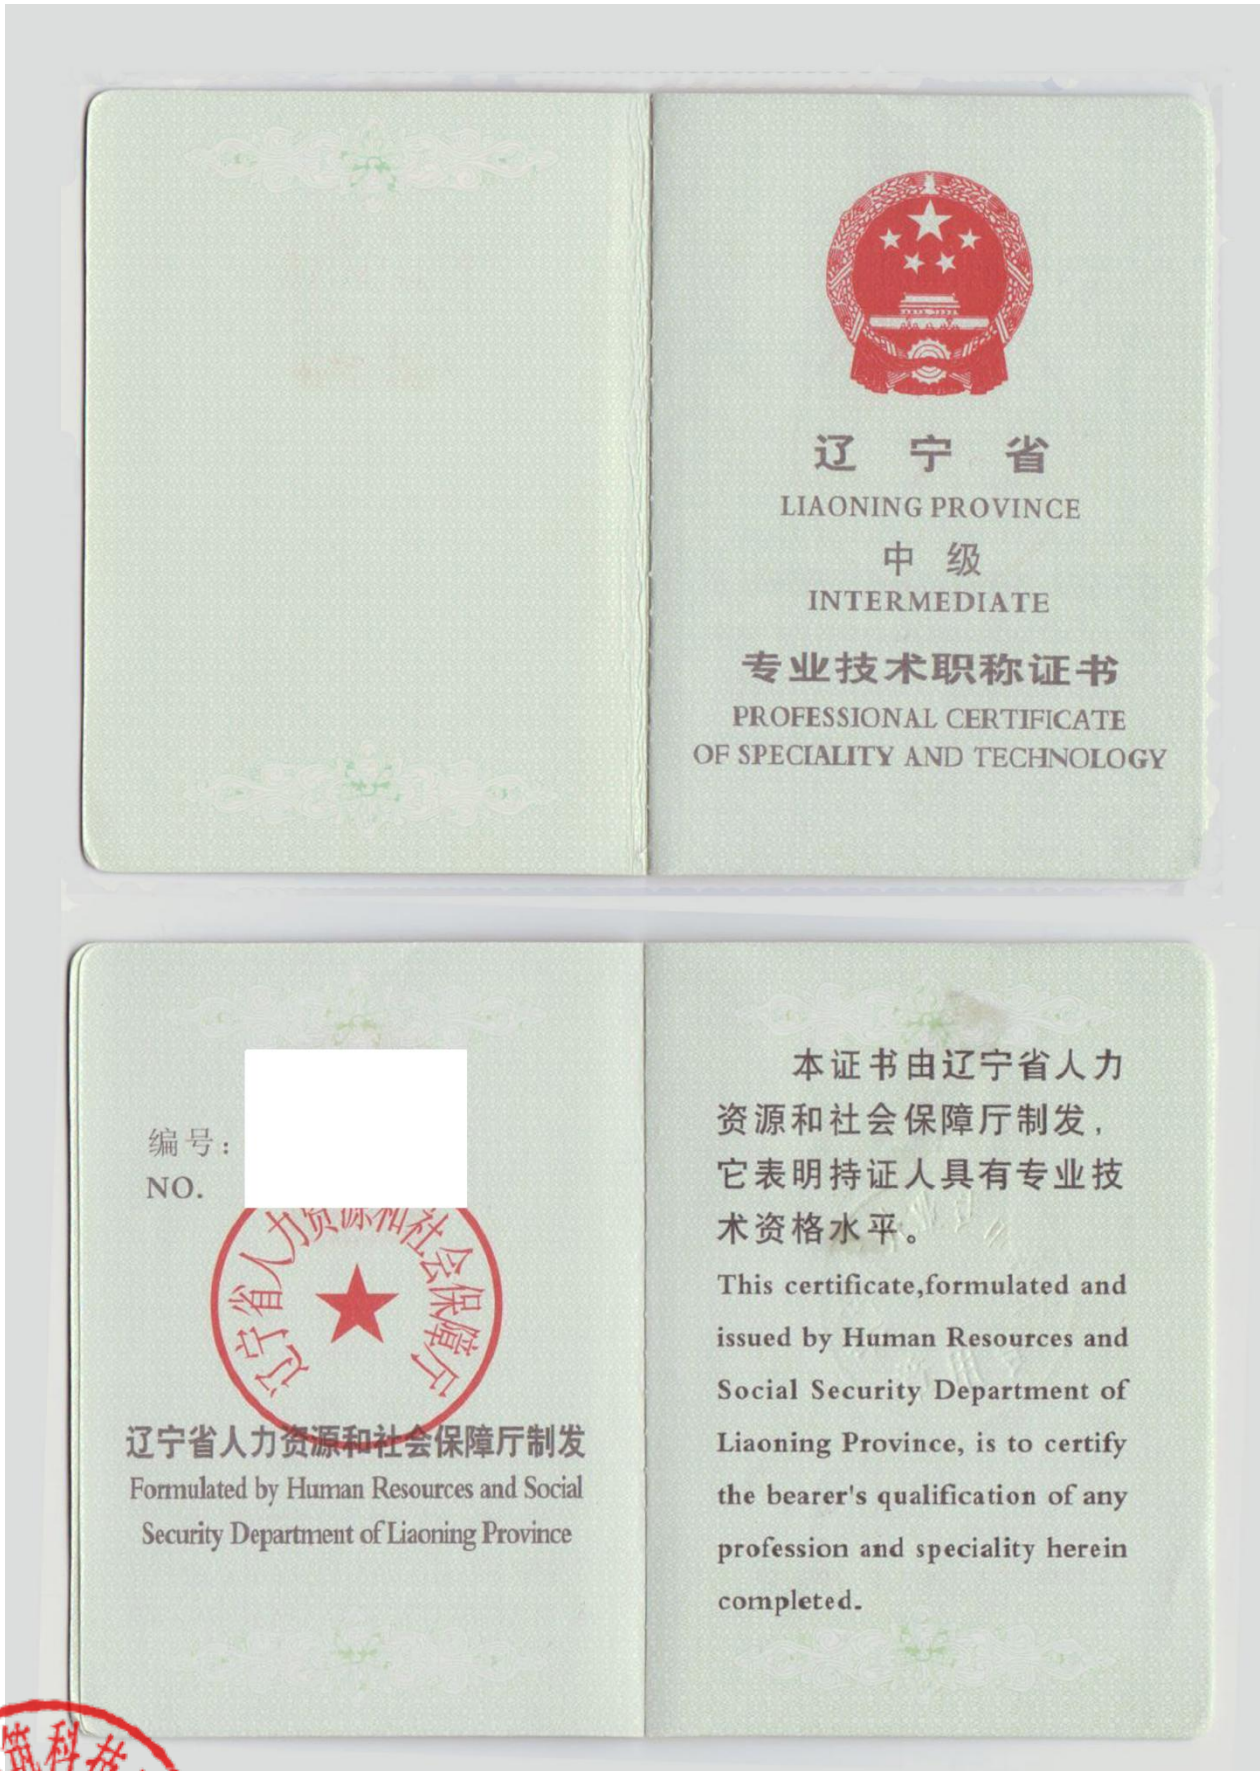 辽宁省
LIAONING PROVINCE
中级
INTERMEDIATE
专业技术职称证书
PROFESSIONAL CERTIFICATE
OF SPECIALITY AND TECHNOLOGY
编号：
NO.
辽宁省人力资源和社会保障厅
辽宁省人力资源和社会保障厅制发
Formulated by Human Resources and Social
Security Department of Liaoning Province
本证书由辽宁省人力
资源和社会保障厅制发，
它表明持证人具有专业技
术资格水平。
This certificate,formulated and
issued by Human Resources and
Social Security Department of
Liaoning Province, is to certify
the bearer's qualification of any
profession and speciality herein
completed.
筑科技